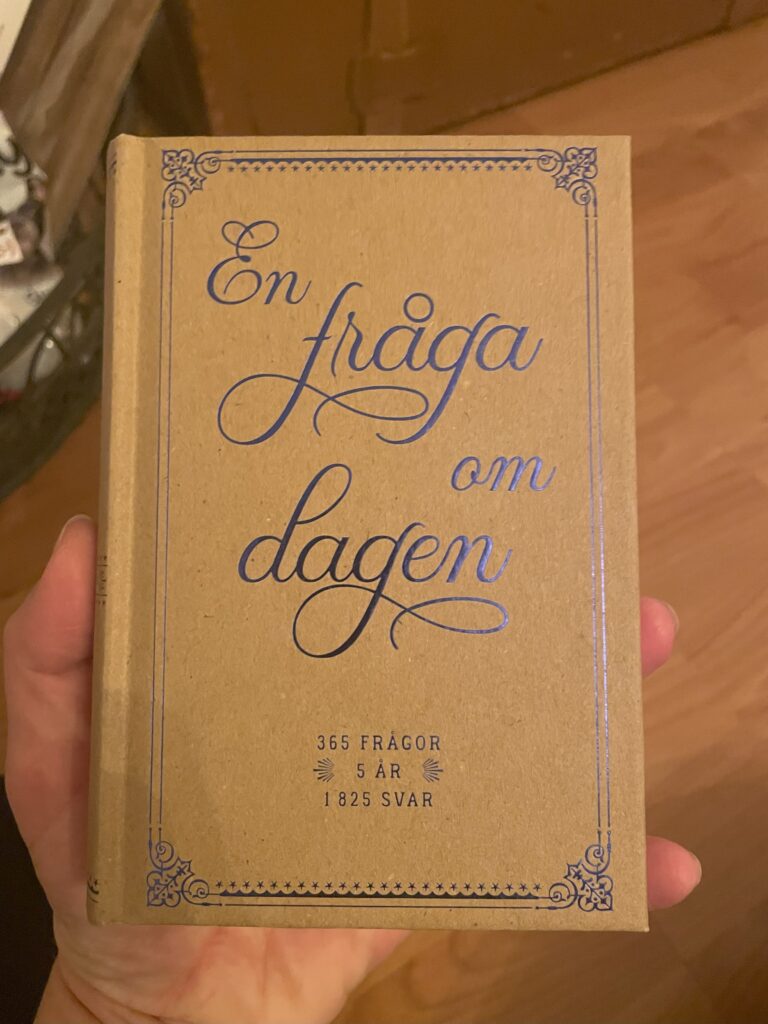 En
fråga
om
dagen
365 FRÅGOR
5 ÅR
1 825 SVAR